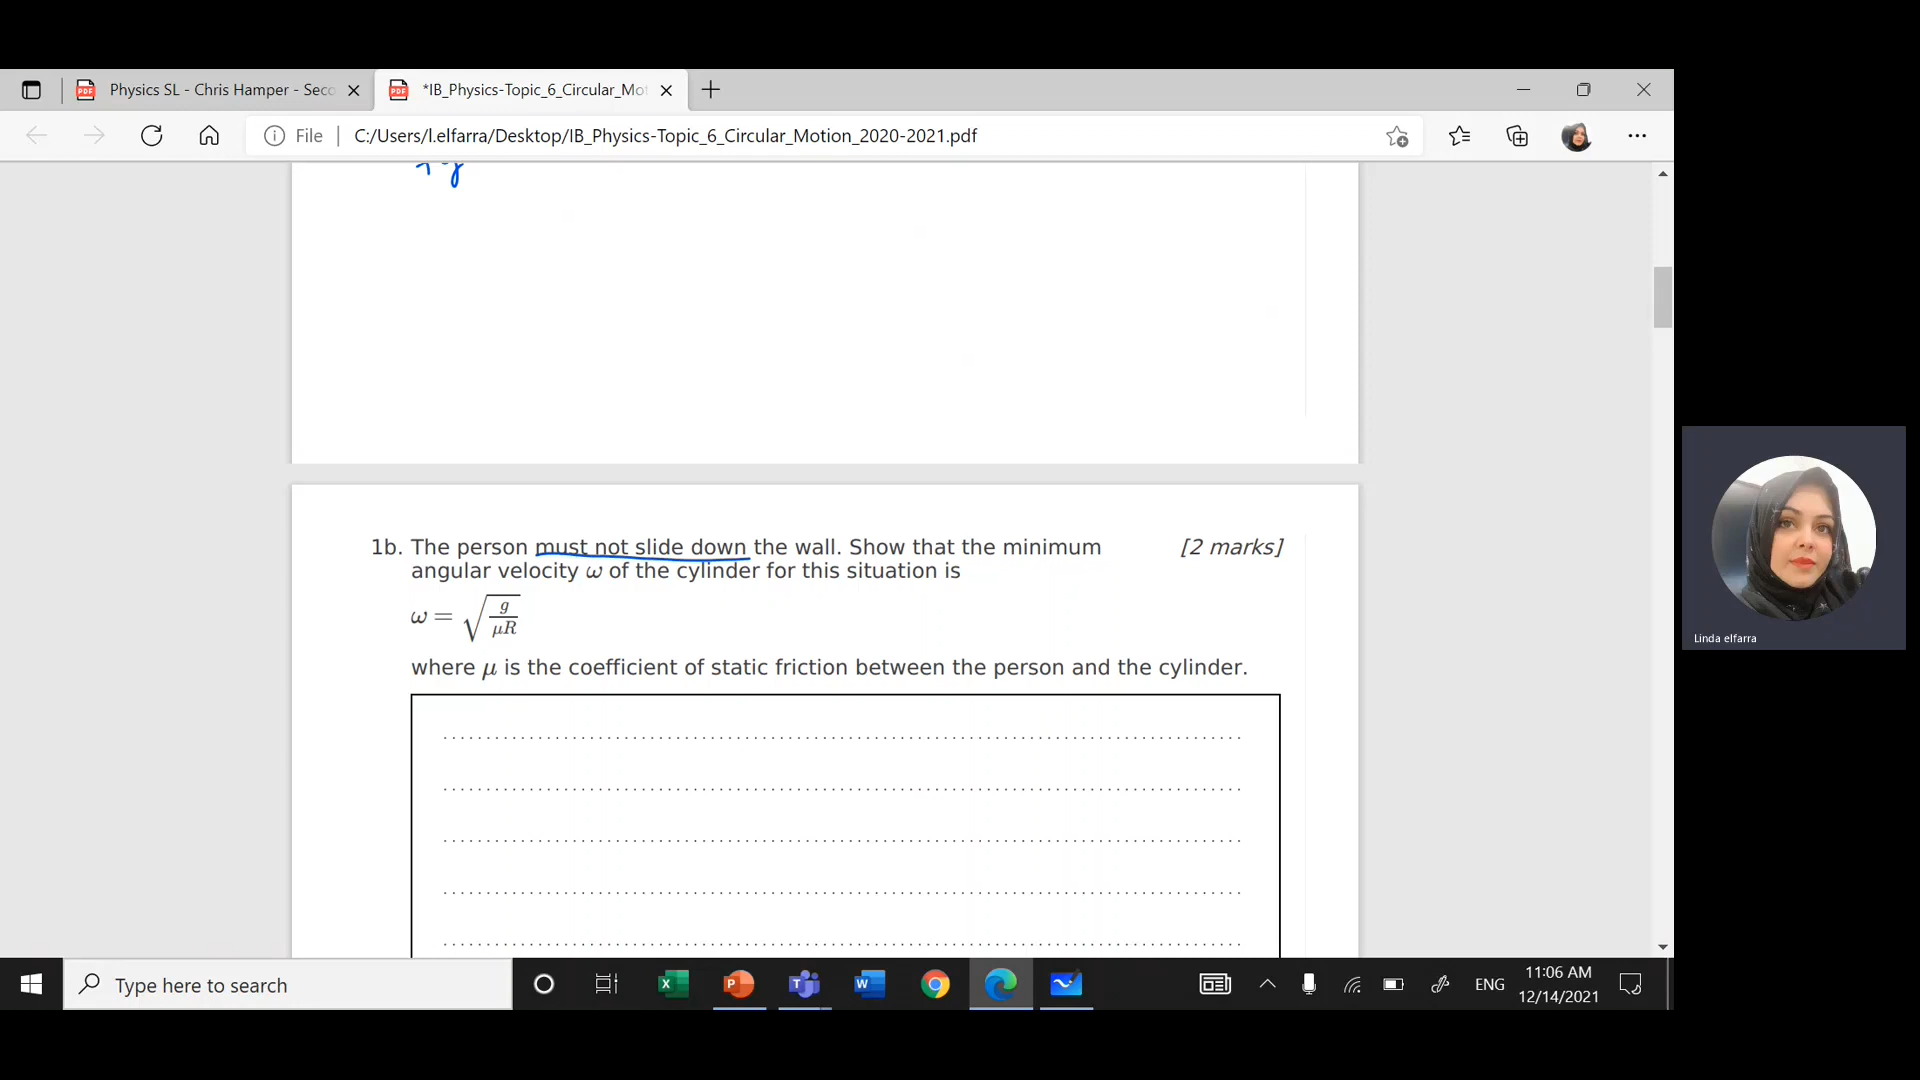 Physics SL - Chris Hamper - Seco
*IB_Physics-Topic_6_Circular_Mot
File
C:/Users/l.elfarra/Desktop/IB_Physics-Topic_6_Circular_Motion_2020-2021.pdf
1b. The person must not slide down the wall. Show that the minimum [2 marks]
angular velocity ω of the cylinder for this situation is
ω = √(g/μR)
where μ is the coefficient of static friction between the person and the cylinder.
Linda elfarra
Type here to search
ENG
11:06 AM
12/14/2021